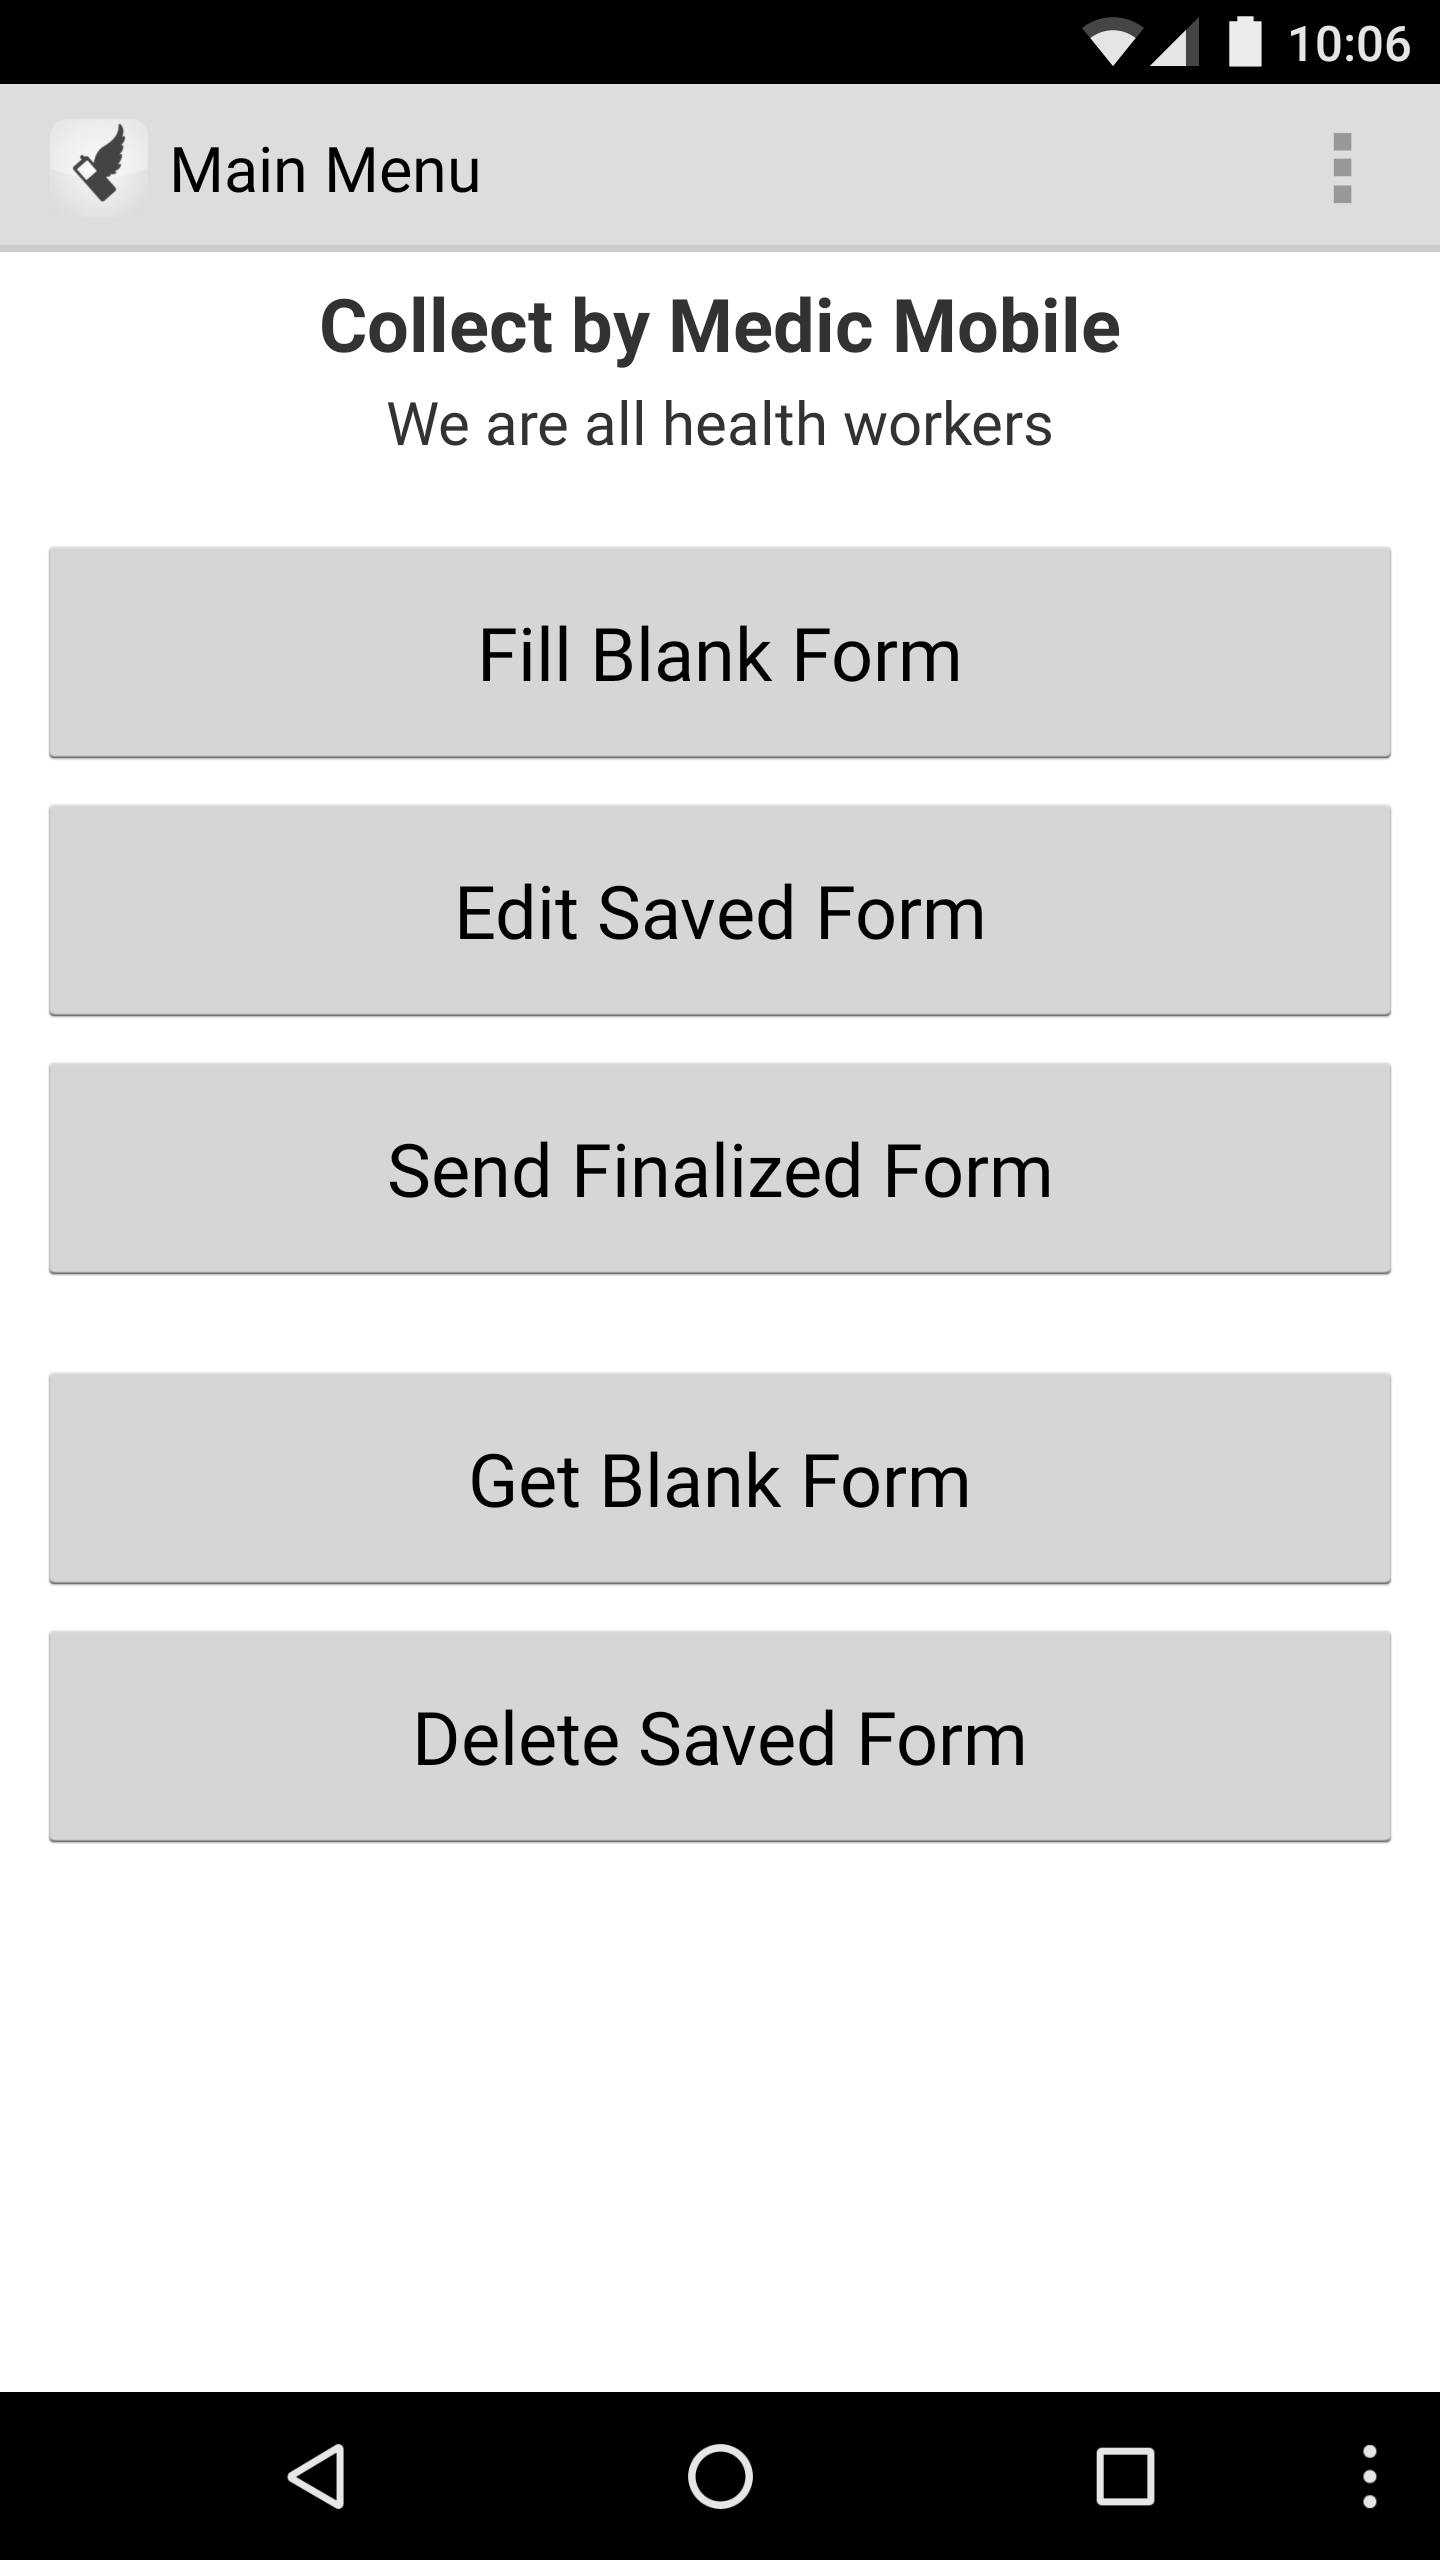 10:06
Main Menu
Collect by Medic Mobile
We are all health workers
Fill Blank Form
Edit Saved Form
Send Finalized Form
Get Blank Form
Delete Saved Form